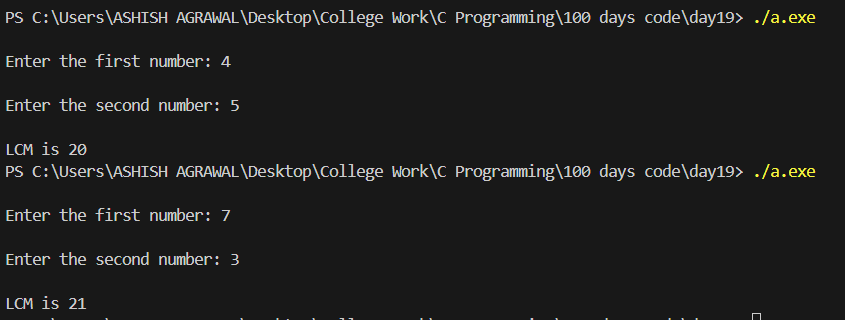 PS C:\Users\ASHISH AGRAWAL\Desktop\College Work\C Programming\100 days code\day19> ./a.exe
Enter the first number: 4
Enter the second number: 5
LCM is 20
PS C:\Users\ASHISH AGRAWAL\Desktop\College Work\C Programming\100 days code\day19> ./a.exe
Enter the first number: 7
Enter the second number: 3
LCM is 21